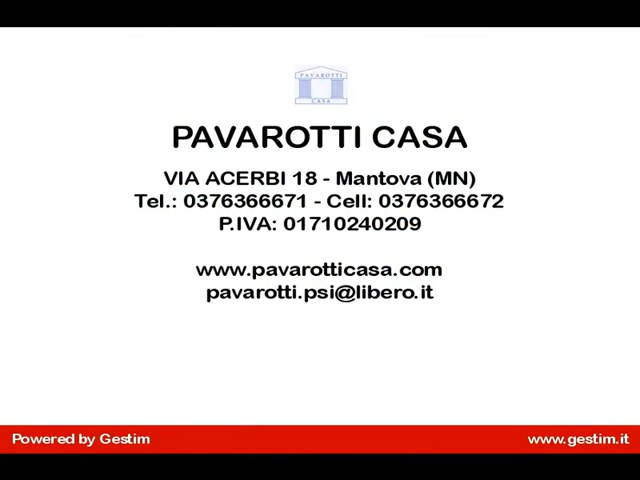 PAVAROTTI
CASA
PAVAROTTI CASA
VIA ACERBI 18 - Mantova (MN)
Tel.: 0376366671 - Cell: 0376366672
P.IVA: 01710240209
www.pavarotticasa.com
pavarotti.psi@libero.it
Powered by Gestim
www.gestim.it